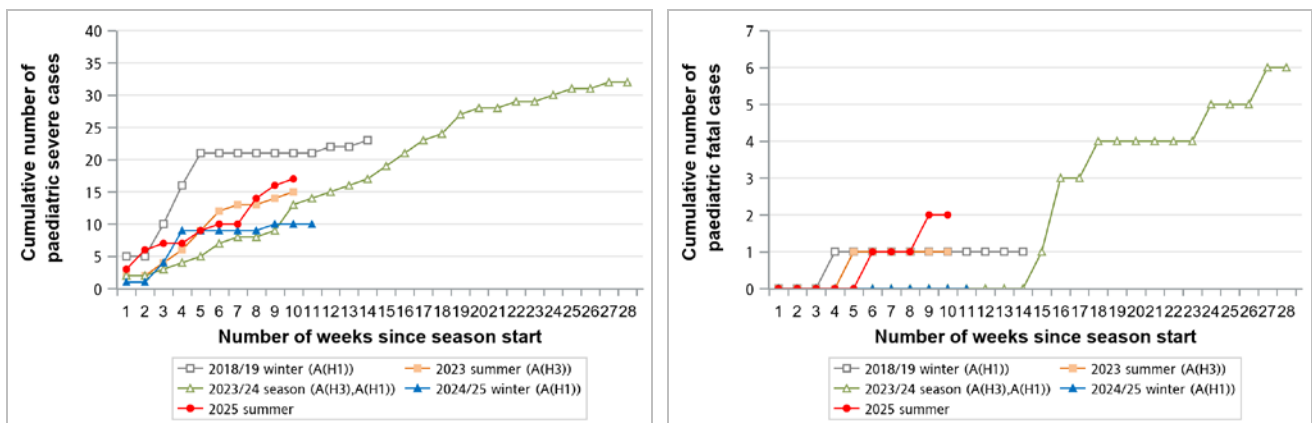 Cumulative number of
paediatric severe cases
40
35
30
25
20
15
10
5
0
1 2 3 4 5 6 7 8 9 10 11 12 13 14 15 16 17 18 19 20 21 22 23 24 25 26 27 28
Number of weeks since season start
2018/19 winter (A(H1)) 2023 summer (A(H3))
2023/24 season (A(H3),A(H1)) 2024/25 winter (A(H1))
2025 summer
Cumulative number of
paediatric fatal cases
7
6
5
4
3
2
1
0
1 2 3 4 5 6 7 8 9 10 11 12 13 14 15 16 17 18 19 20 21 22 23 24 25 26 27 28
Number of weeks since season start
2018/19 winter (A(H1)) 2023 summer (A(H3))
2023/24 season (A(H3),A(H1)) 2024/25 winter (A(H1))
2025 summer